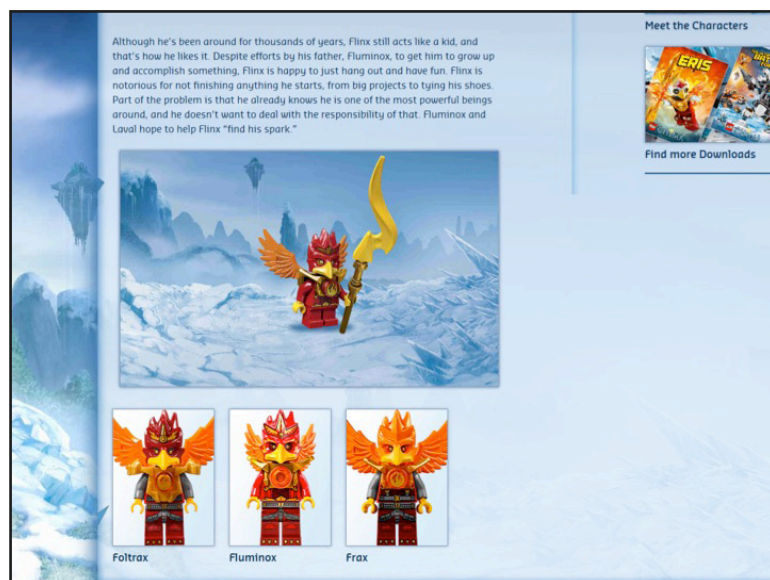 Although he's been around for thousands of years, Flinx still acts like a kid, and
that's how he likes it. Despite efforts by his father, Fluminox, to get him to grow up
and accomplish something, Flinx is happy to just hang out and have fun. Flinx is
notorious for not finishing anything he starts, from big projects to tying his shoes.
Part of the problem is that he already knows he is one of the most powerful beings
around, and he doesn't want to deal with the responsibility of that. Fluminox and
Laval hope to help Flinx "find his spark."
Foltrax
Fluminox
Frax
Meet the Characters
ERIS
Find more Downloads